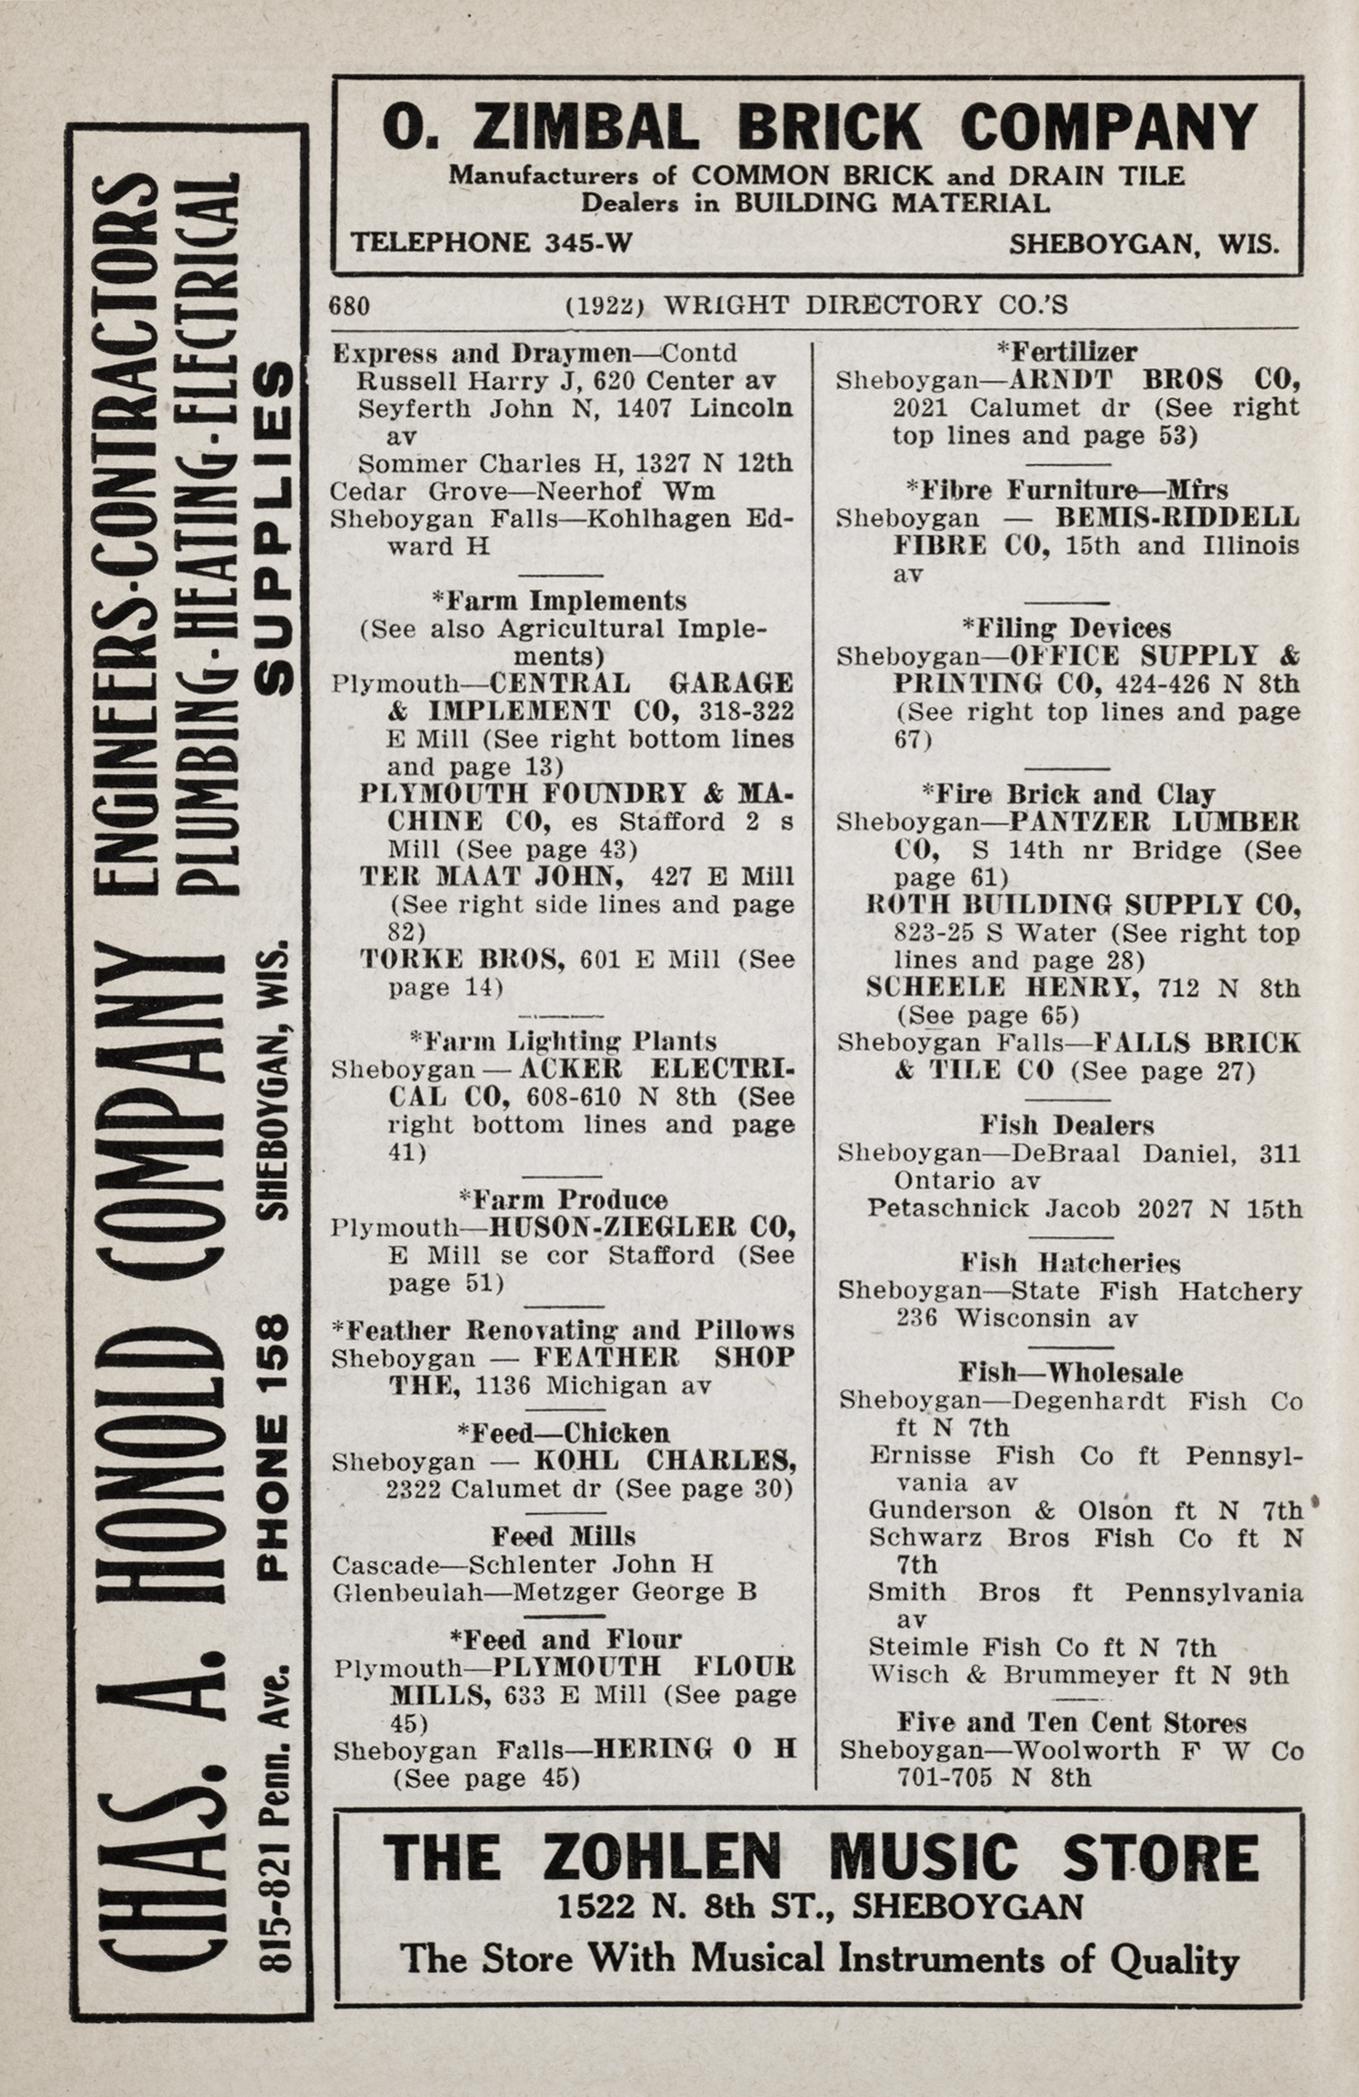 O. ZIMBAL BRICK COMPANY
Manufacturers of COMMON BRICK and DRAIN TILE
Dealers in BUILDING MATERIAL
TELEPHONE 345-W SHEBOYGAN, WIS.
CHAS. A. HONOLD COMPANY
ENGINEERS-CONTRACTORS
PLUMBING-HEATING-ELECTRICAL
815-821 Penn. Ave. PHONE 158 SHEBOYGAN, WIS. SUPPLIES
680 (1922) WRIGHT DIRECTORY CO.'S
Express and Draymen—Contd
Russell Harry J, 620 Center av
Seyferth John N, 1407 Lincoln
av
Sommer Charles H, 1327 N 12th
Cedar Grove—Neerhof Wm
Sheboygan Falls—Kohlhagen Ed-
ward H
*Farm Implements
(See also Agricultural Imple-
ments)
Plymouth—CENTRAL GARAGE
& IMPLEMENT CO, 318-322
E Mill (See right bottom lines
and page 13)
PLYMOUTH FOUNDRY & MA-
CHINE CO, es Stafford 2 s
Mill (See page 43)
TER MAAT JOHN, 427 E Mill
(See right side lines and page
82)
TORKE BROS, 601 E Mill (See
page 14)
*Farm Lighting Plants
Sheboygan — ACKER ELECTRI-
CAL CO, 608-610 N 8th (See
right bottom lines and page
41)
*Farm Produce
Plymouth—HUSON-ZIEGLER CO,
E Mill se cor Stafford (See
page 51)
*Feather Renovating and Pillows
Sheboygan — FEATHER SHOP
THE, 1136 Michigan av
*Feed—Chicken
Sheboygan — KOHL CHARLES,
2322 Calumet dr (See page 30)
Feed Mills
Cascade—Schlenter John H
Glenbeulah—Metzger George B
*Feed and Flour
Plymouth—PLYMOUTH FLOUR
MILLS, 633 E Mill (See page
45)
Sheboygan Falls—HERING O H
(See page 45)
*Fertilizer
Sheboygan—ARNDT BROS CO,
2021 Calumet dr (See right
top lines and page 53)
*Fibre Furniture—Mfrs
Sheboygan — BEMIS-RIDDELL
FIBRE CO, 15th and Illinois
av
*Filing Devices
Sheboygan—OFFICE SUPPLY &
PRINTING CO, 424-426 N 8th
(See right top lines and page
67)
*Fire Brick and Clay
Sheboygan—PANTZER LUMBER
CO, S 14th nr Bridge (See
page 61)
ROTH BUILDING SUPPLY CO,
823-25 S Water (See right top
lines and page 28)
SCHEELE HENRY, 712 N 8th
(See page 65)
Sheboygan Falls—FALLS BRICK
& TILE CO (See page 27)
Fish Dealers
Sheboygan—DeBraal Daniel, 311
Ontario av
Petaschnick Jacob 2027 N 15th
Fish Hatcheries
Sheboygan—State Fish Hatchery
236 Wisconsin av
Fish—Wholesale
Sheboygan—Degenhardt Fish Co
ft N 7th
Ernisse Fish Co ft Pennsyl-
vania av
Gunderson & Olson ft N 7th
Schwarz Bros Fish Co ft N
7th
Smith Bros ft Pennsylvania
av
Steimle Fish Co ft N 7th
Wisch & Brummeyer ft N 9th
Five and Ten Cent Stores
Sheboygan—Woolworth F W Co
701-705 N 8th
THE ZOHLEN MUSIC STORE
1522 N. 8th ST., SHEBOYGAN
The Store With Musical Instruments of Quality